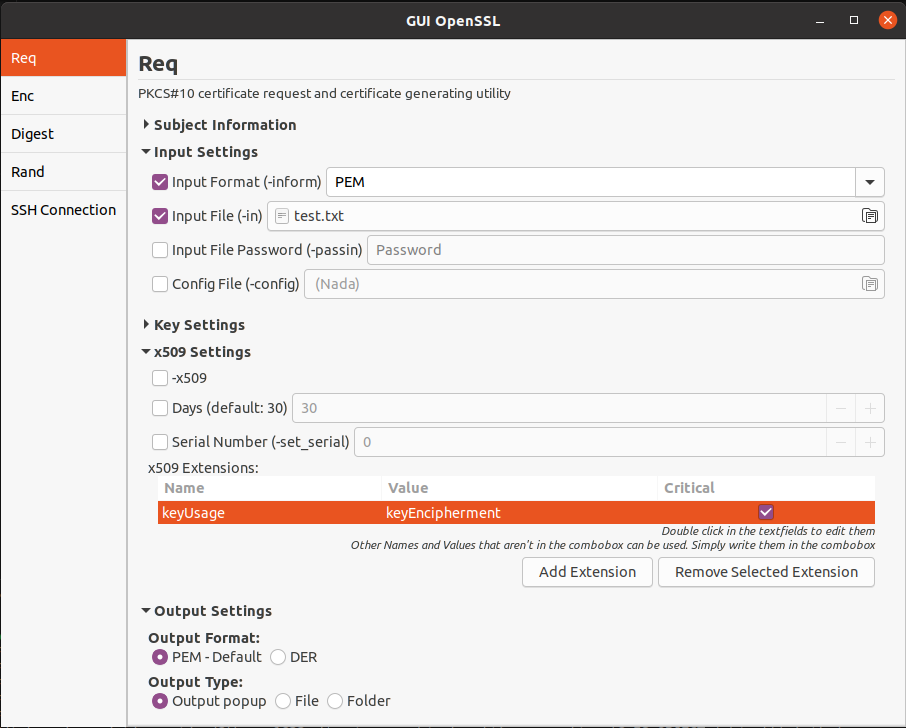 GUI OpenSSL
Req
Enc
Digest
Rand
SSH Connection
Req
PKCS#10 certificate request and certificate generating utility
Subject Information
Input Settings
Input Format (-inform) PEM
Input File (-in) test.txt
Input File Password (-passin) Password
Config File (-config) (Nada)
Key Settings
x509 Settings
-x509
Days (default: 30) 30
Serial Number (-set_serial) 0
x509 Extensions:
Name Value Critical
keyUsage keyEncipherment
Double click in the textfields to edit them
Other Names and Values that aren't in the combobox can be used. Simply write them in the combobox
Add Extension Remove Selected Extension
Output Settings
Output Format:
PEM - Default DER
Output Type:
Output popup File Folder